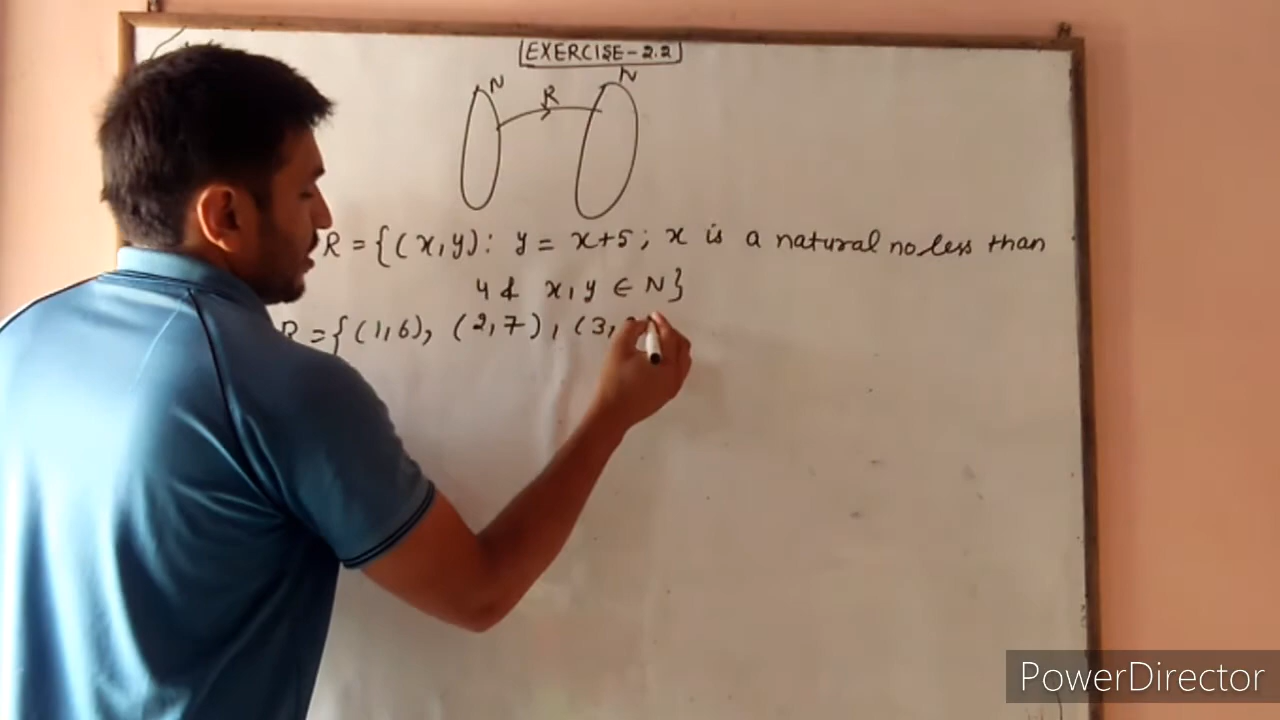 EXERCISE-2.2
N R N
R = {(x,y): y = x+5; x is a natural no. less than
4 & x, y ∈ N}
R = {(1,6), (2,7), (3,
PowerDirector